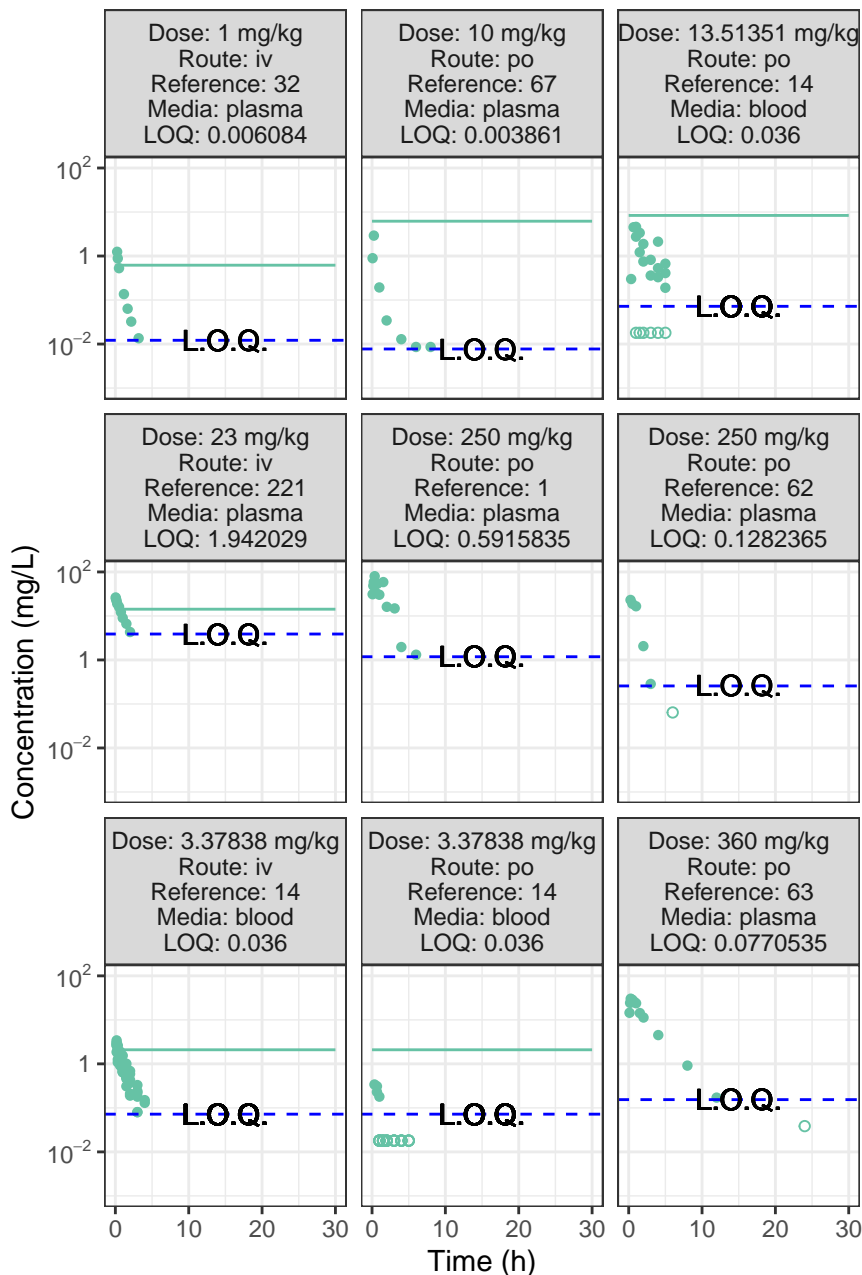 Dose: 1 mg/kg
Route: iv
Reference: 32
Media: plasma
LOQ: 0.006084
Dose: 10 mg/kg
Route: po
Reference: 67
Media: plasma
LOQ: 0.003861
Dose: 13.51351 mg/kg
Route: po
Reference: 14
Media: blood
LOQ: 0.036
10²
1
10⁻²
L.O.Q.
L.O.Q.
L.O.Q.
Dose: 23 mg/kg
Route: iv
Reference: 221
Media: plasma
LOQ: 1.942029
Dose: 250 mg/kg
Route: po
Reference: 1
Media: plasma
LOQ: 0.5915835
Dose: 250 mg/kg
Route: po
Reference: 62
Media: plasma
LOQ: 0.1282365
10²
1
10⁻²
L.O.Q.
L.O.Q.
L.O.Q.
Concentration (mg/L)
Dose: 3.37838 mg/kg
Route: iv
Reference: 14
Media: blood
LOQ: 0.036
Dose: 3.37838 mg/kg
Route: po
Reference: 14
Media: blood
LOQ: 0.036
Dose: 360 mg/kg
Route: po
Reference: 63
Media: plasma
LOQ: 0.0770535
10²
1
10⁻²
L.O.Q.
L.O.Q.
L.O.Q.
0 10 20 30
0 10 20 30
0 10 20 30
Time (h)